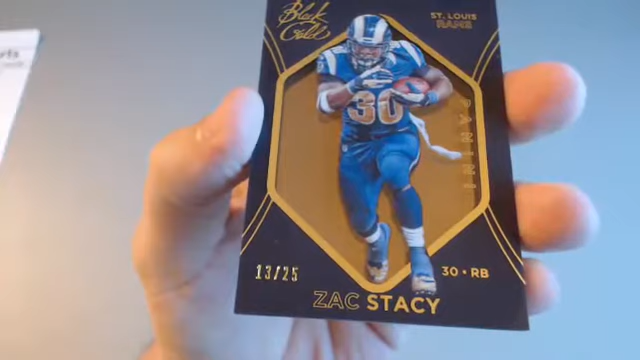 Black
Gold
ST. LOUIS
RAMS
30
PANINI
13/25
30 • RB
ZAC STACY